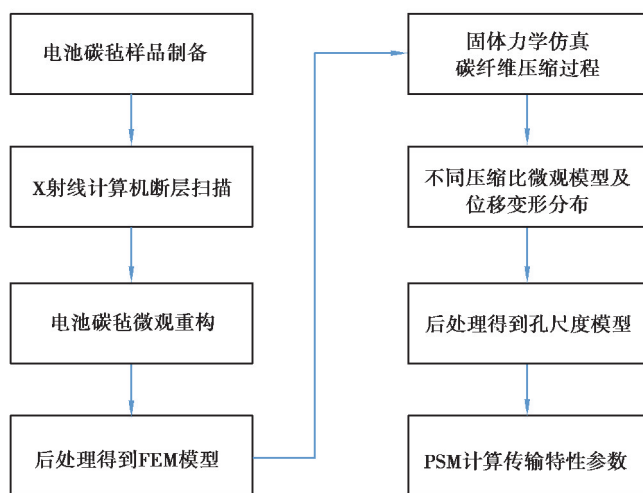 电池碳毡样品制备
X射线计算机断层扫描
电池碳毡微观重构
后处理得到FEM模型
固体力学仿真
碳纤维压缩过程
不同压缩比微观模型及
位移变形分布
后处理得到孔尺度模型
PSM计算传输特性参数